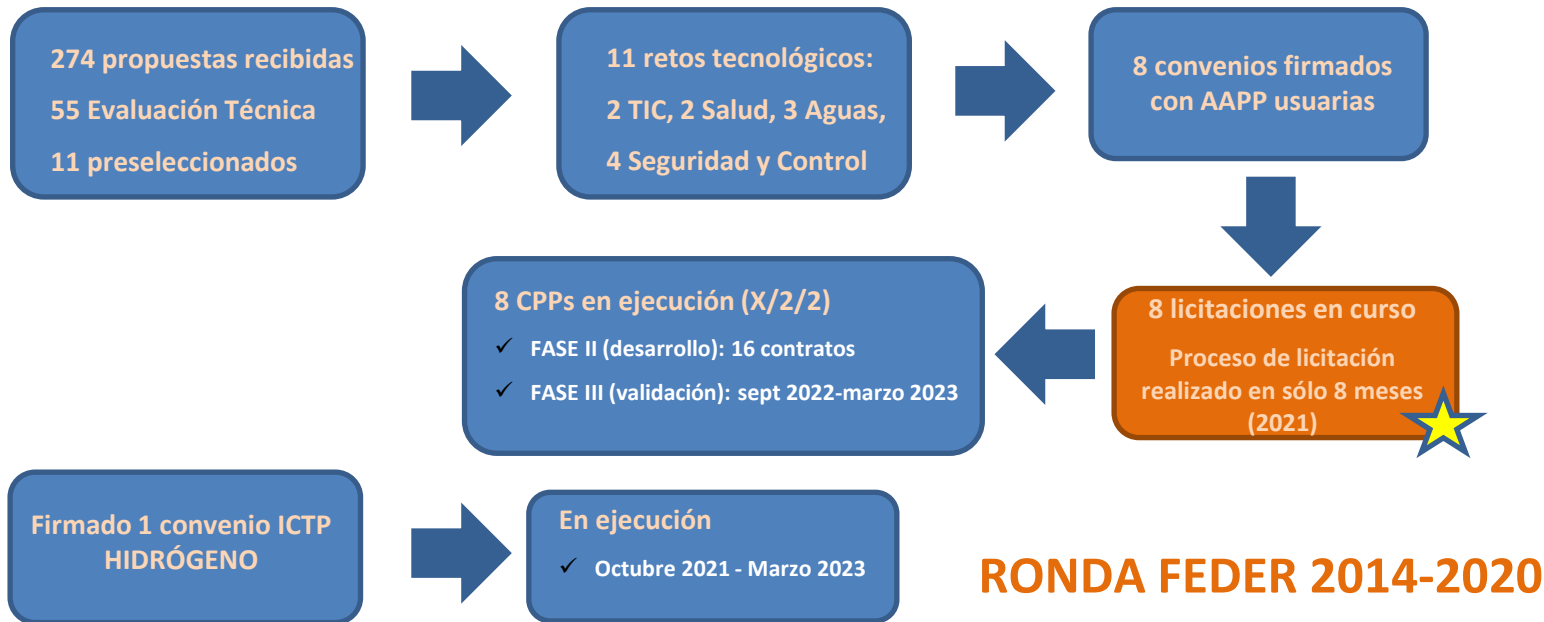 274 propuestas recibidas
55 Evaluación Técnica
11 preseleccionados
11 retos tecnológicos:
2 TIC, 2 Salud, 3 Aguas,
4 Seguridad y Control
8 convenios firmados
con AAPP usuarias
8 licitaciones en curso
Proceso de licitación
realizado en sólo 8 meses
(2021)
8 CPPs en ejecución (X/2/2)
✓ FASE II (desarrollo): 16 contratos
✓ FASE III (validación): sept 2022-marzo 2023
Firmado 1 convenio ICTP
HIDRÓGENO
En ejecución
✓ Octubre 2021 - Marzo 2023
RONDA FEDER 2014-2020